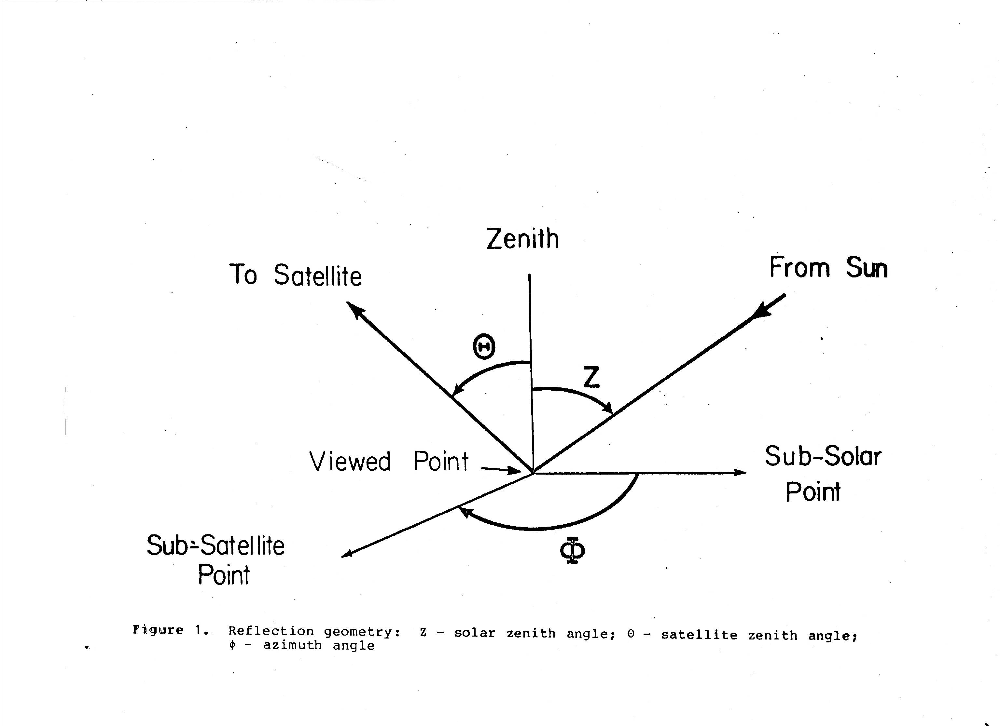 Zenith
To Satellite
From Sun
Θ
Z
Viewed Point
Sub-Solar
Point
Sub-Satellite
Point
Φ
Figure 1. Reflection geometry: Z - solar zenith angle; Θ - satellite zenith angle;
ϕ - azimuth angle